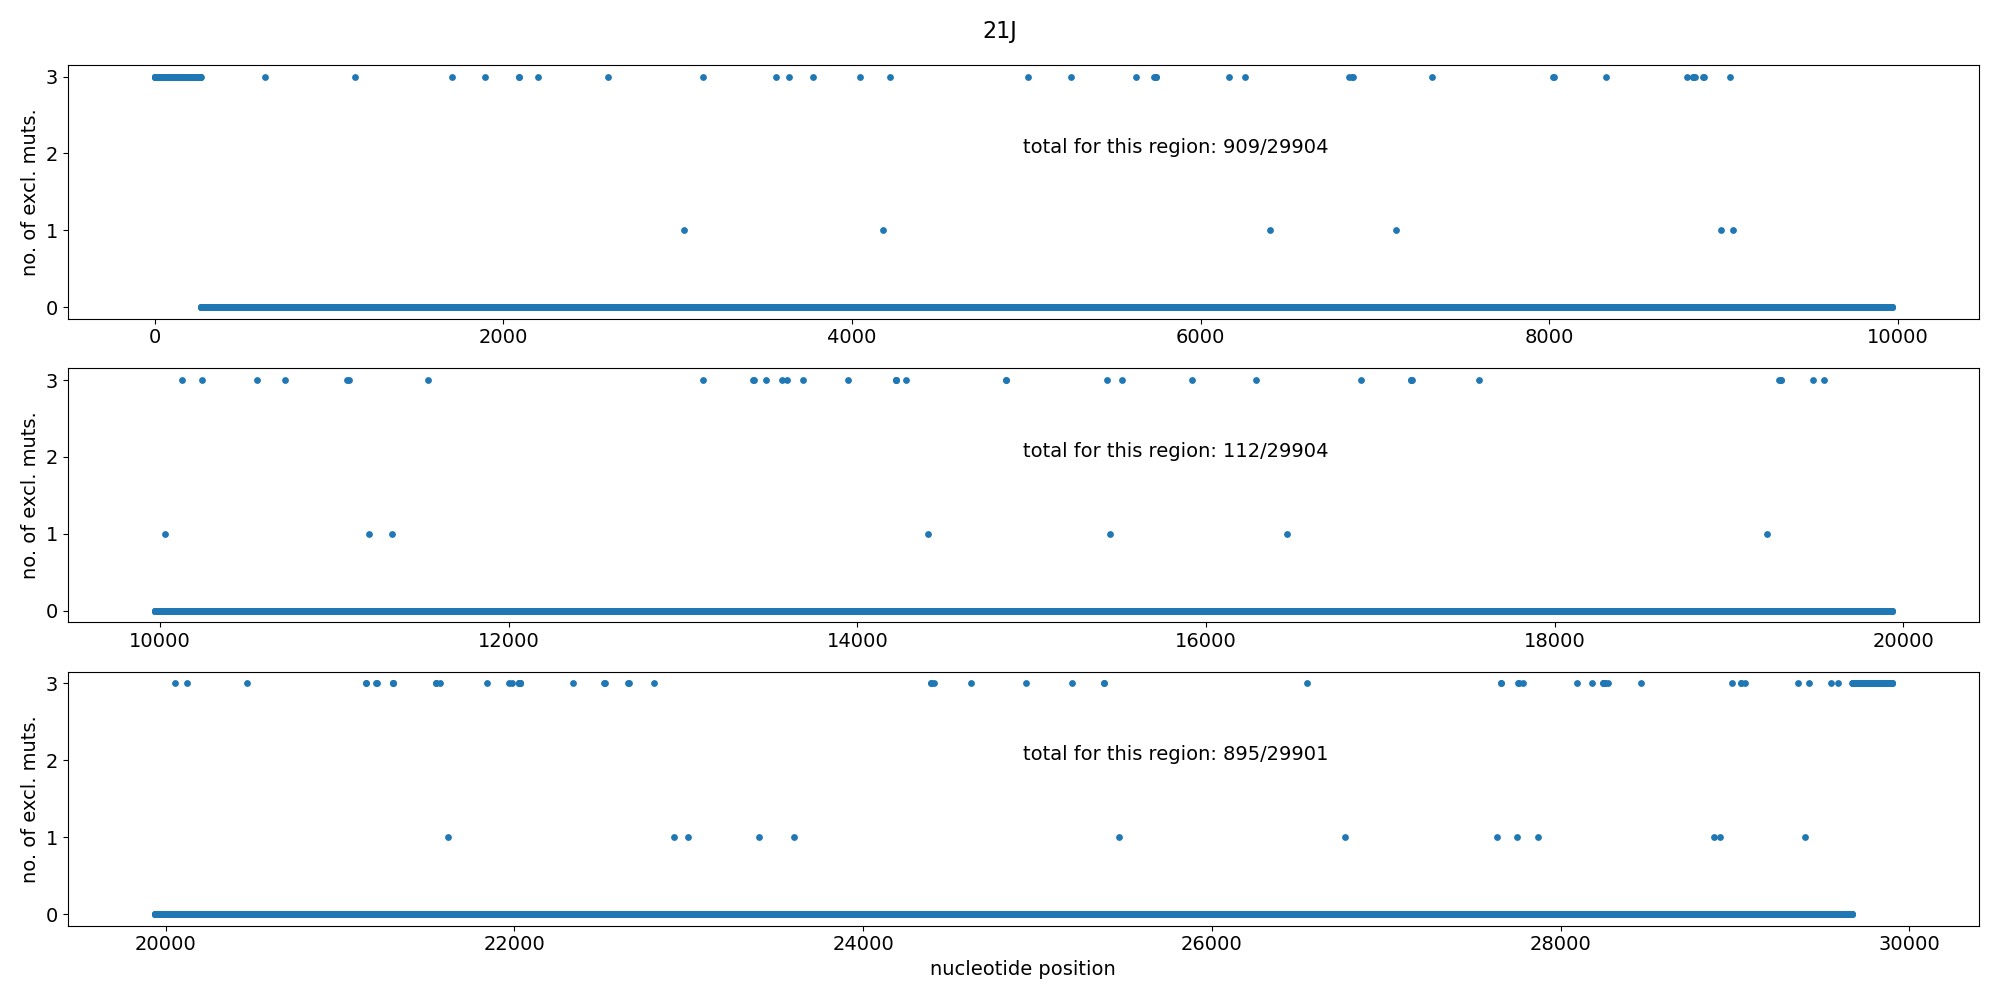 21J
no. of excl. muts.
3
2
1
0
total for this region: 909/29904
0 2000 4000 6000 8000 10000
no. of excl. muts.
3
2
1
0
total for this region: 112/29904
10000 12000 14000 16000 18000 20000
no. of excl. muts.
3
2
1
0
total for this region: 895/29901
20000 22000 24000 26000 28000 30000
nucleotide position